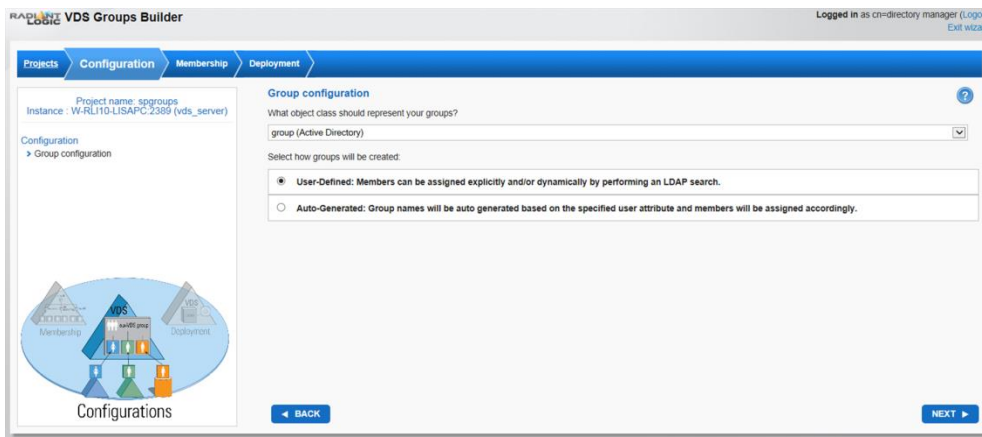 RADIANT LOGIC VDS Groups Builder
Logged in as cn=directory manager (Logo
Exit wiza
Projects Configuration Membership Deployment
Project name: spgroups
Instance : W-RLI10-LISAPC:2389 (vds_server)
Configuration
Group configuration
Group configuration
What object class should represent your groups?
group (Active Directory)
Select how groups will be created:
User-Defined: Members can be assigned explicitly and/or dynamically by performing an LDAP search.
Auto-Generated: Group names will be auto generated based on the specified user attribute and members will be assigned accordingly.
Membership
VDS
VDS
Deployment
Configurations
BACK
NEXT